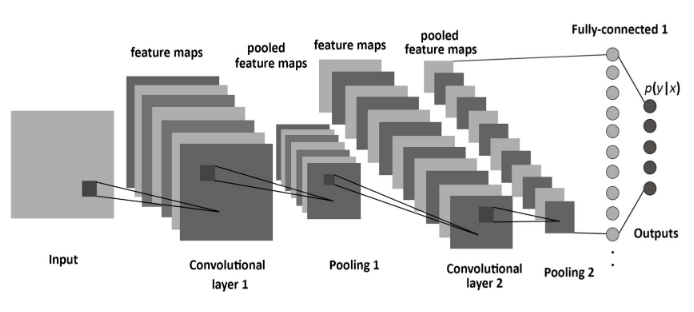 feature maps
pooled
feature maps
feature maps
pooled
feature maps
Fully-connected 1
p(y|x)
Outputs
Input
Convolutional
layer 1
Pooling 1
Convolutional
layer 2
Pooling 2